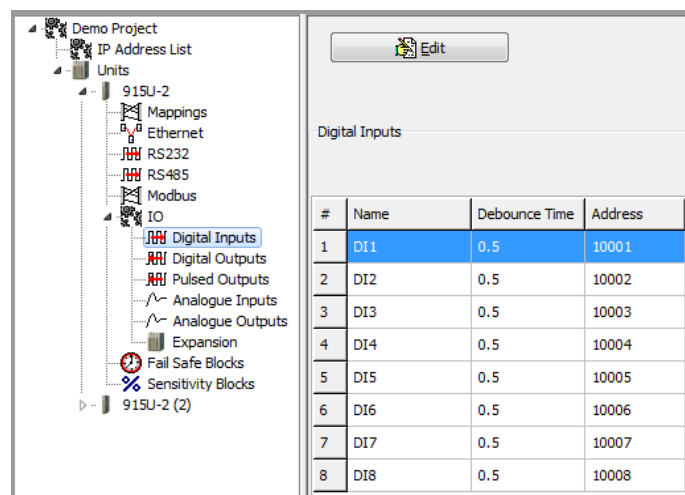 Demo Project
IP Address List
Units
915U-2
Mappings
Ethernet
RS232
RS485
Modbus
IO
Digital Inputs
Digital Outputs
Pulsed Outputs
Analogue Inputs
Analogue Outputs
Expansion
Fail Safe Blocks
Sensitivity Blocks
915U-2 (2)
Edit
Digital Inputs
# Name Debounce Time Address
1 DI1 0.5 10001
2 DI2 0.5 10002
3 DI3 0.5 10003
4 DI4 0.5 10004
5 DI5 0.5 10005
6 DI6 0.5 10006
7 DI7 0.5 10007
8 DI8 0.5 10008